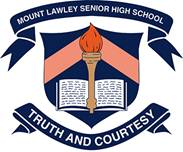 MOUNT LAWLEY SENIOR HIGH SCHOOL
TRUTH AND COURTESY